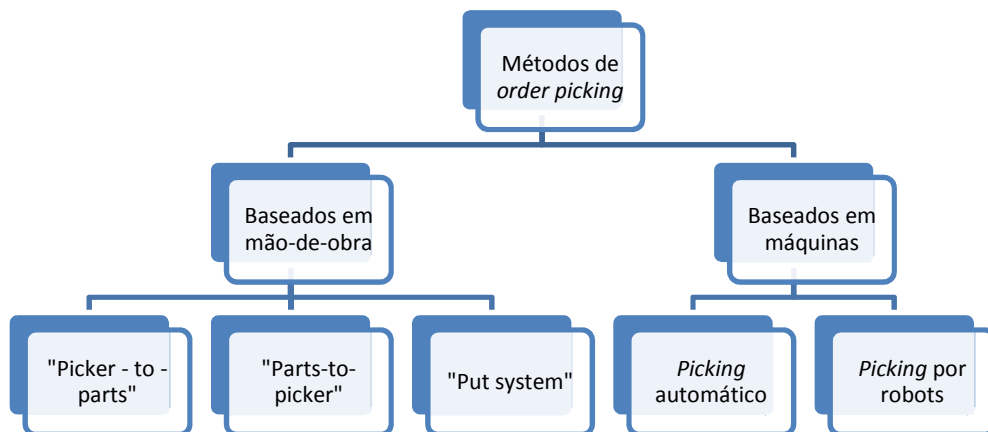 Métodos de
order picking
Baseados em
mão-de-obra
Baseados em
máquinas
"Picker - to -
parts"
"Parts-to-
picker"
"Put system"
Picking
automático
Picking por
robots